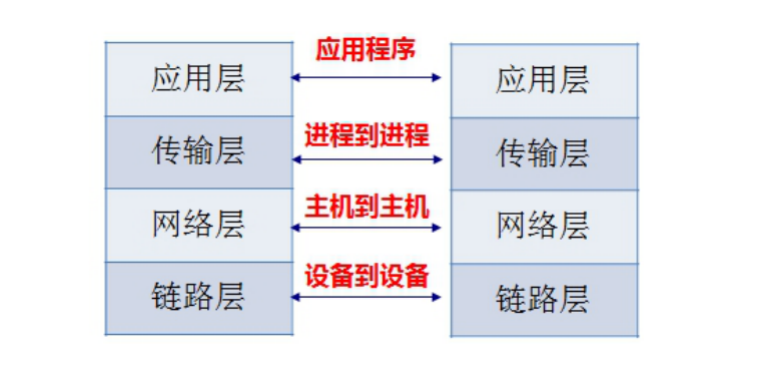 应用程序
应用层
应用层
进程到进程
传输层
传输层
主机到主机
网络层
网络层
设备到设备
链路层
链路层